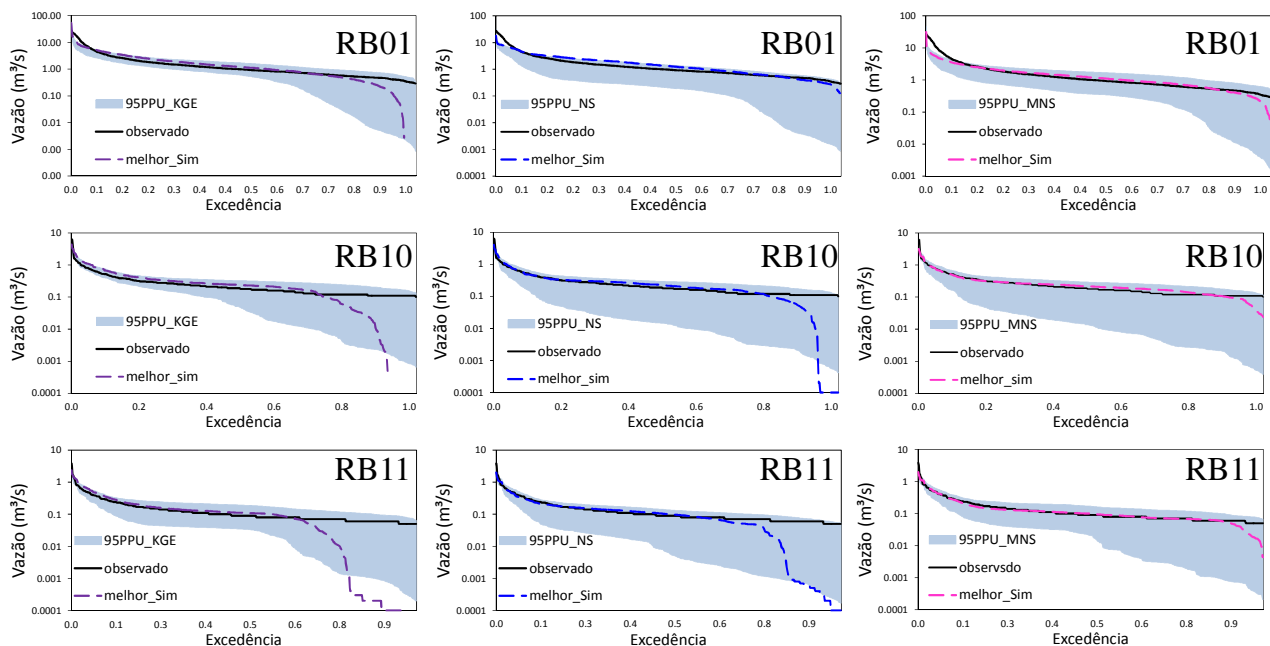 RB01
Vazão (m³/s)
100.00
10.00
1.00
0.10
0.01
0.00
0.00
95PPU_KGE
observado
melhor_Sim
0.0 0.1 0.2 0.3 0.4 0.5 0.6 0.7 0.8 0.9 1.0
Excedência
RB01
Vazão (m³/s)
100
10
1
0.1
0.01
0.001
0.0001
95PPU_NS
observado
melhor_Sim
0.0 0.1 0.2 0.3 0.4 0.5 0.6 0.7 0.8 0.9 1.0
Excedência
RB01
Vazão (m³/s)
100
10
1
0.1
0.01
0.001
95PPU_MNS
observado
melhor_Sim
0.0 0.1 0.2 0.3 0.4 0.5 0.6 0.7 0.8 0.9 1.0
Excedência
RB10
Vazão (m³/s)
10
1
0.1
0.01
0.001
0.0001
95PPU_KGE
observado
melhor_sim
0.0 0.2 0.4 0.6 0.8 1.0
Excedência
RB10
Vazão (m³/s)
10
1
0.1
0.01
0.001
0.0001
95PPU_NS
observado
melhor_sim
0.0 0.2 0.4 0.6 0.8 1.0
Excedência
RB10
Vazão (m³/s)
10
1
0.1
0.01
0.001
0.0001
95PPU_MNS
observado
melhor_sim
0.0 0.2 0.4 0.6 0.8 1.0
Excedência
RB11
Vazão (m³/s)
10
1
0.1
0.01
0.001
0.0001
95PPU_KGE
observado
melhor_Sim
0.0 0.1 0.3 0.4 0.5 0.6 0.8 0.9
Excedência
RB11
Vazão (m³/s)
10
1
0.1
0.01
0.001
0.0001
95PPU_NS
observado
melhor_Sim
0.0 0.1 0.3 0.4 0.5 0.6 0.8 0.9
Excedência
RB11
Vazão (m³/s)
10
1
0.1
0.01
0.001
0.0001
95PPU_MNS
observsdo
melhor_Sim
0.0 0.1 0.3 0.4 0.5 0.6 0.8 0.9
Excedência